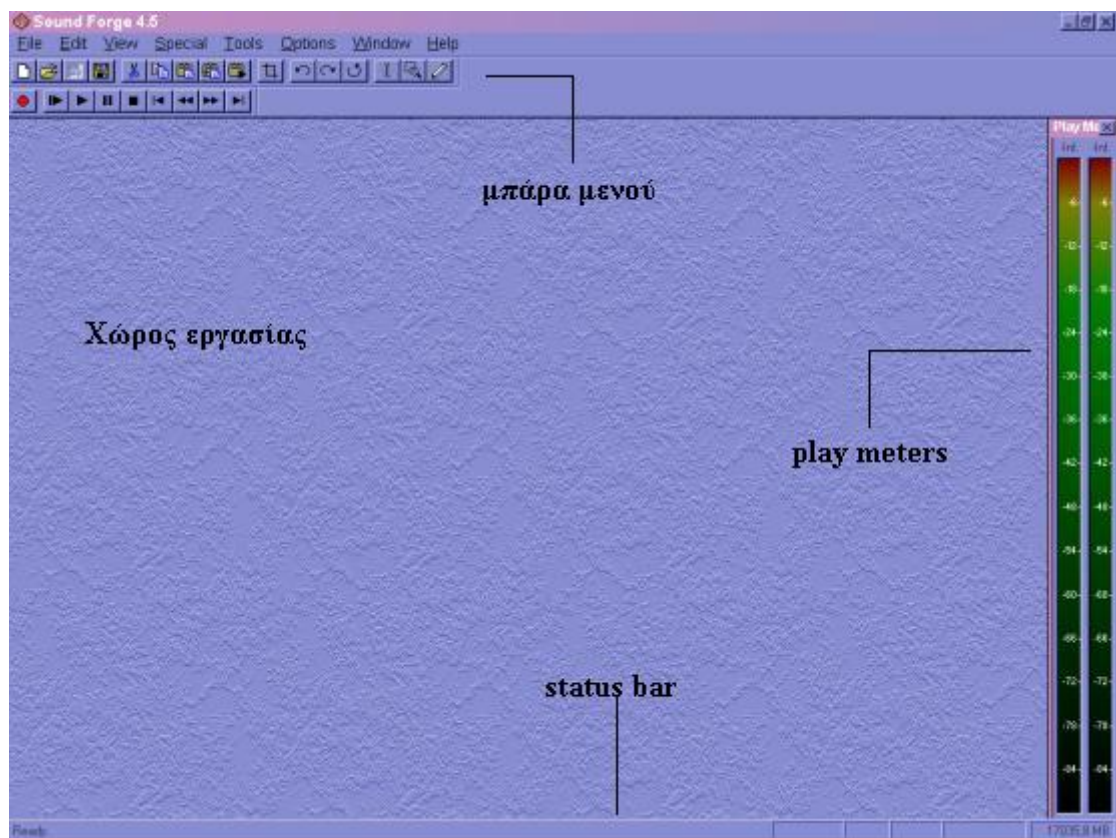 Sound Forge 4.5
File Edit View Special Tools Options Window Help
μπάρα μενού
Χώρος εργασίας
play meters
status bar
Play Me
Inf. Inf.
-6 -6
-12 -12
-18 -18
-24 -24
-30 -30
-36 -36
-42 -42
-48 -48
-54 -54
-60 -60
-66 -66
-72 -72
-78 -78
-84 -84
Ready